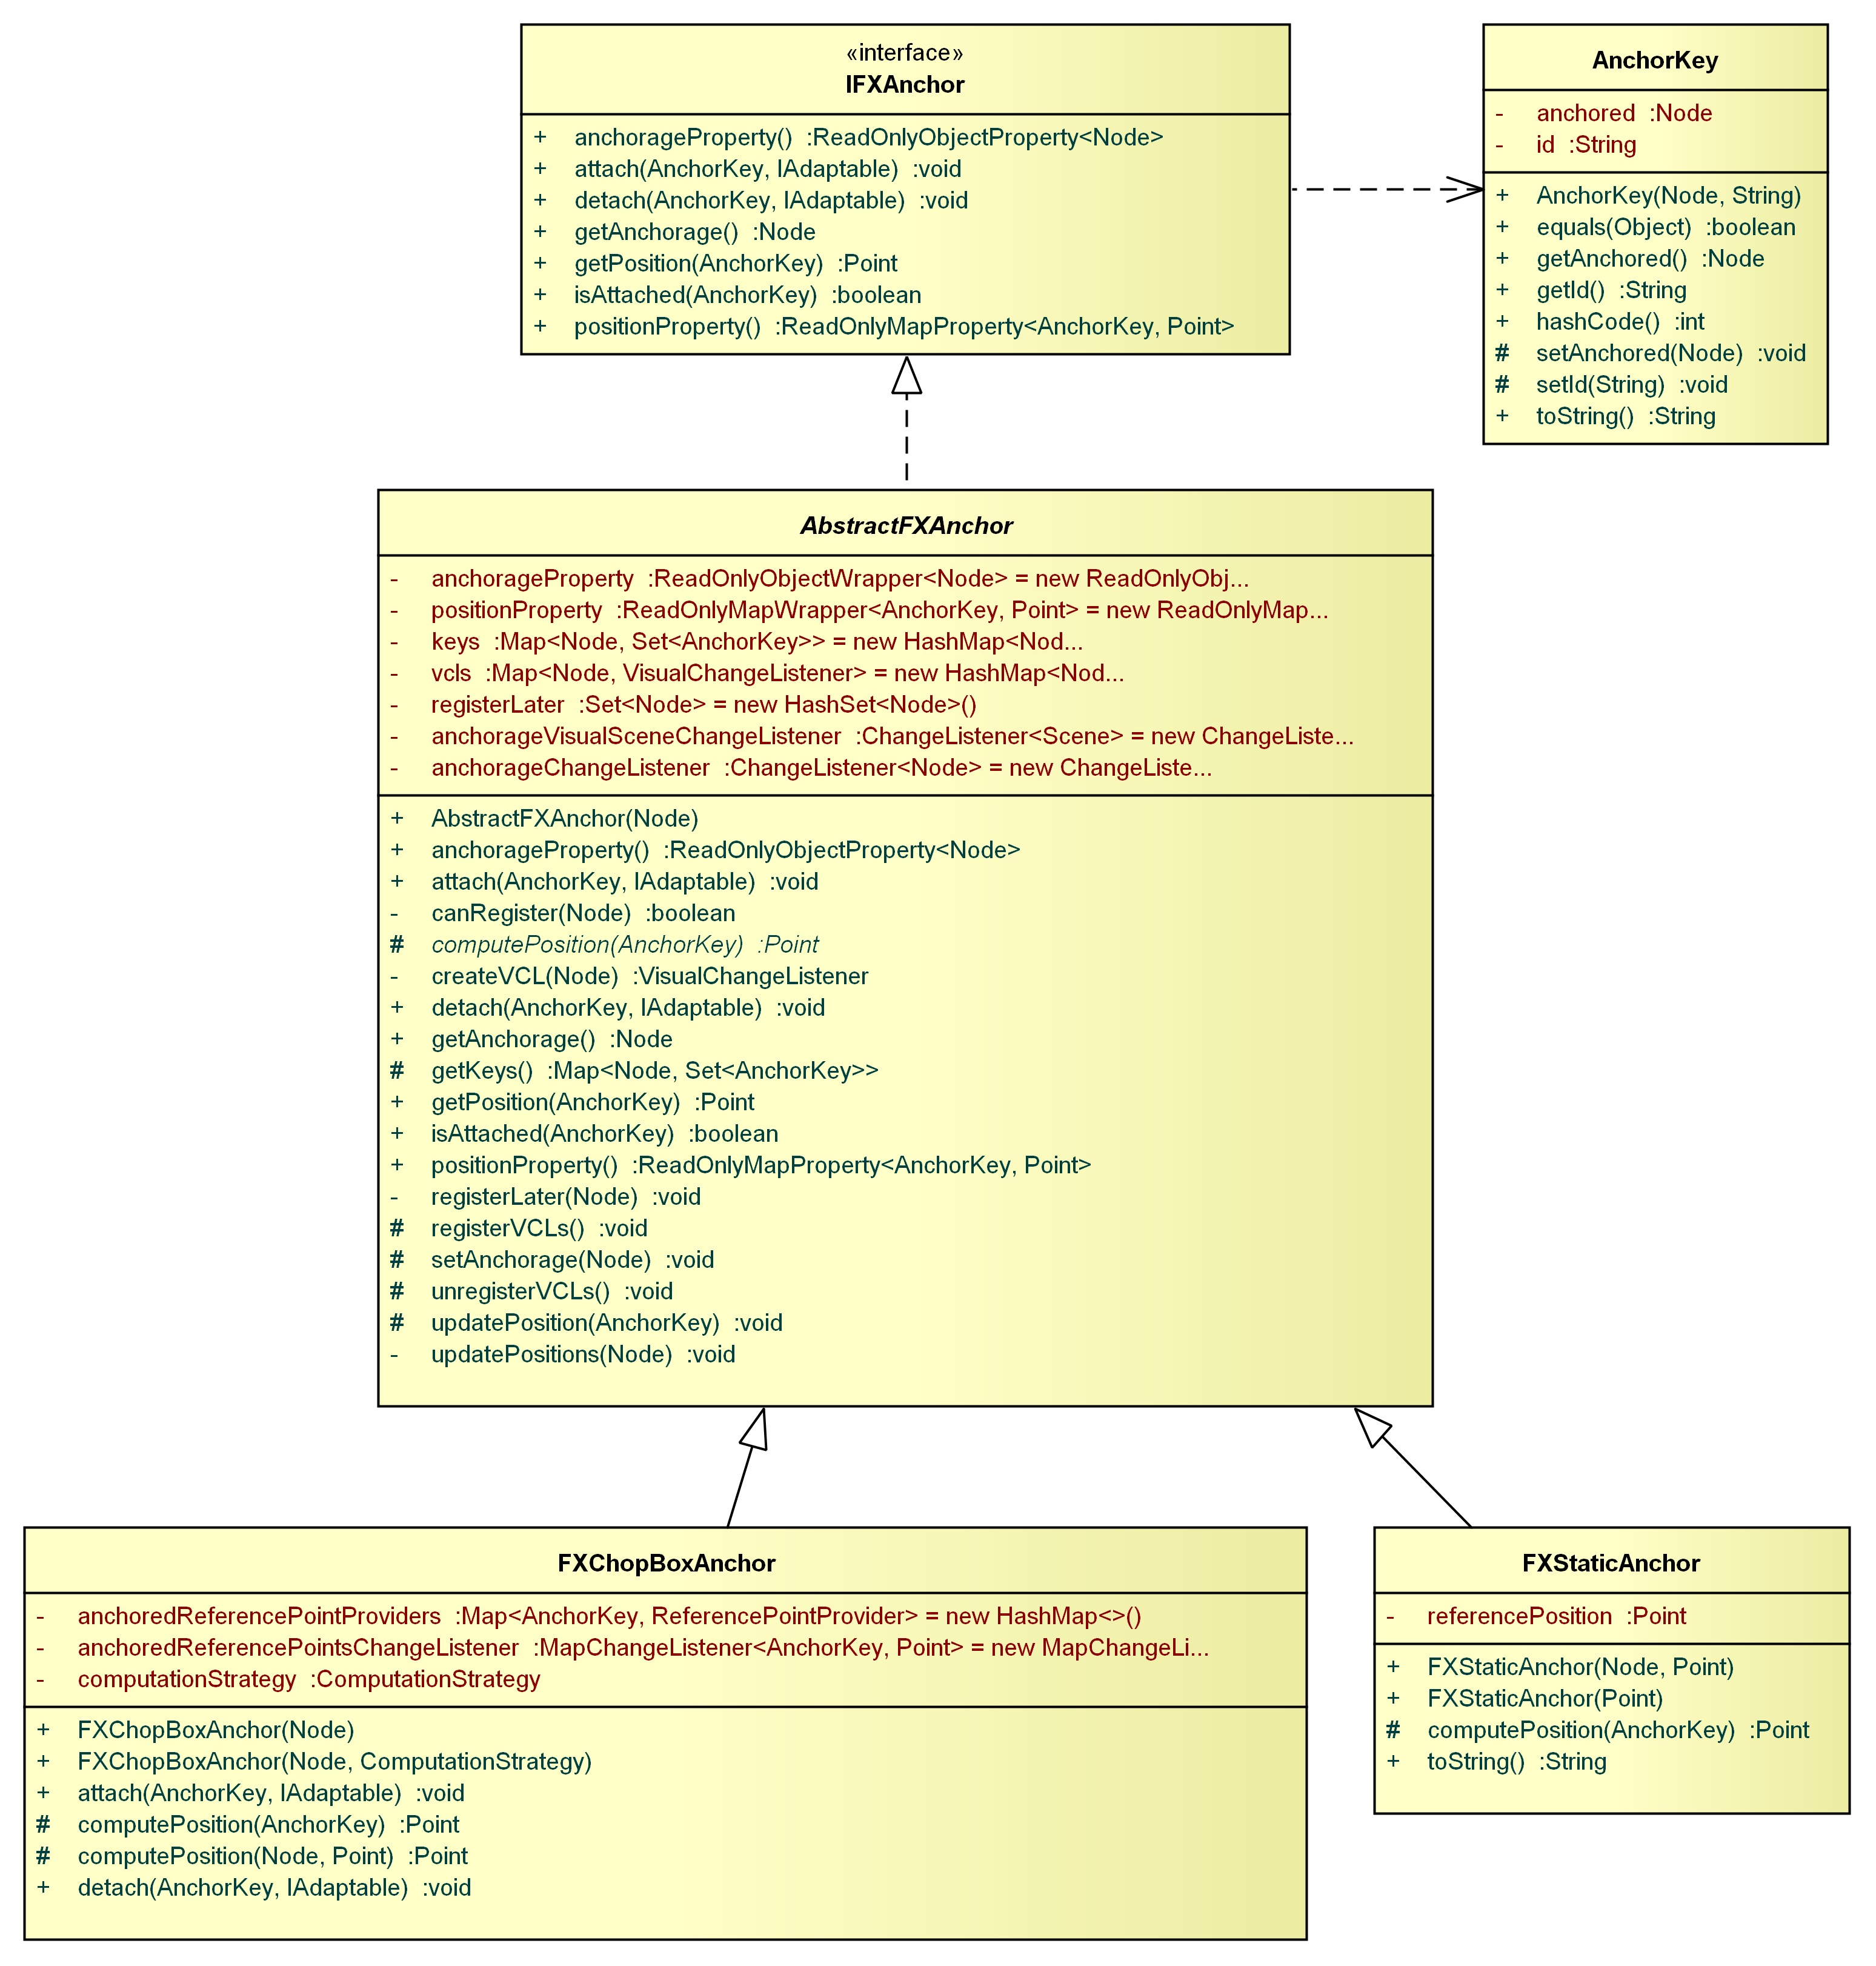 «interface»
IFXAnchor
+ anchorageProperty() :ReadOnlyObjectProperty<Node>
+ attach(AnchorKey, IAdaptable) :void
+ detach(AnchorKey, IAdaptable) :void
+ getAnchorage() :Node
+ getPosition(AnchorKey) :Point
+ isAttached(AnchorKey) :boolean
+ positionProperty() :ReadOnlyMapProperty<AnchorKey, Point>
AnchorKey
- anchored :Node
- id :String
+ AnchorKey(Node, String)
+ equals(Object) :boolean
+ getAnchored() :Node
+ getId() :String
+ hashCode() :int
# setAnchored(Node) :void
# setId(String) :void
+ toString() :String
AbstractFXAnchor
- anchorageProperty :ReadOnlyObjectWrapper<Node> = new ReadOnlyObj...
- positionProperty :ReadOnlyMapWrapper<AnchorKey, Point> = new ReadOnlyMap...
- keys :Map<Node, Set<AnchorKey>> = new HashMap<Nod...
- vcls :Map<Node, VisualChangeListener> = new HashMap<Nod...
- registerLater :Set<Node> = new HashSet<Node>()
- anchorageVisualSceneChangeListener :ChangeListener<Scene> = new ChangeListe...
- anchorageChangeListener :ChangeListener<Node> = new ChangeListe...
+ AbstractFXAnchor(Node)
+ anchorageProperty() :ReadOnlyObjectProperty<Node>
+ attach(AnchorKey, IAdaptable) :void
- canRegister(Node) :boolean
# computePosition(AnchorKey) :Point
- createVCL(Node) :VisualChangeListener
+ detach(AnchorKey, IAdaptable) :void
+ getAnchorage() :Node
# getKeys() :Map<Node, Set<AnchorKey>>
+ getPosition(AnchorKey) :Point
+ isAttached(AnchorKey) :boolean
+ positionProperty() :ReadOnlyMapProperty<AnchorKey, Point>
- registerLater(Node) :void
# registerVCLs() :void
# setAnchorage(Node) :void
# unregisterVCLs() :void
# updatePosition(AnchorKey) :void
- updatePositions(Node) :void
FXChopBoxAnchor
- anchoredReferencePointProviders :Map<AnchorKey, ReferencePointProvider> = new HashMap<>()
- anchoredReferencePointsChangeListener :MapChangeListener<AnchorKey, Point> = new MapChangeLi...
- computationStrategy :ComputationStrategy
+ FXChopBoxAnchor(Node)
+ FXChopBoxAnchor(Node, ComputationStrategy)
+ attach(AnchorKey, IAdaptable) :void
# computePosition(AnchorKey) :Point
# computePosition(Node, Point) :Point
+ detach(AnchorKey, IAdaptable) :void
FXStaticAnchor
- referencePosition :Point
+ FXStaticAnchor(Node, Point)
+ FXStaticAnchor(Point)
# computePosition(AnchorKey) :Point
+ toString() :String